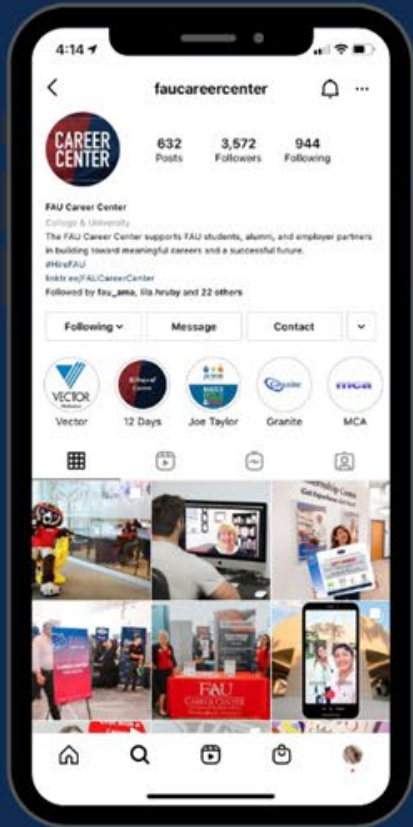 4:14
faucareercenter
CAREER
CENTER
632
3,572
944
Posts
Followers
Following
FAU Career Center
College & University
The FAU Career Center supports FAU students, alumni, and employer partners
in building toward meaningful careers and a successful future.
#HireFAU
linktr.ee/FAUCareerCenter
Followed by fau_ama, lila.hruby and 22 others
Following
Message
Contact
VECTOR
Granite
mca
Vector
12 Days
Joe Taylor
Granite
MCA
FAU
CAREER CENTER